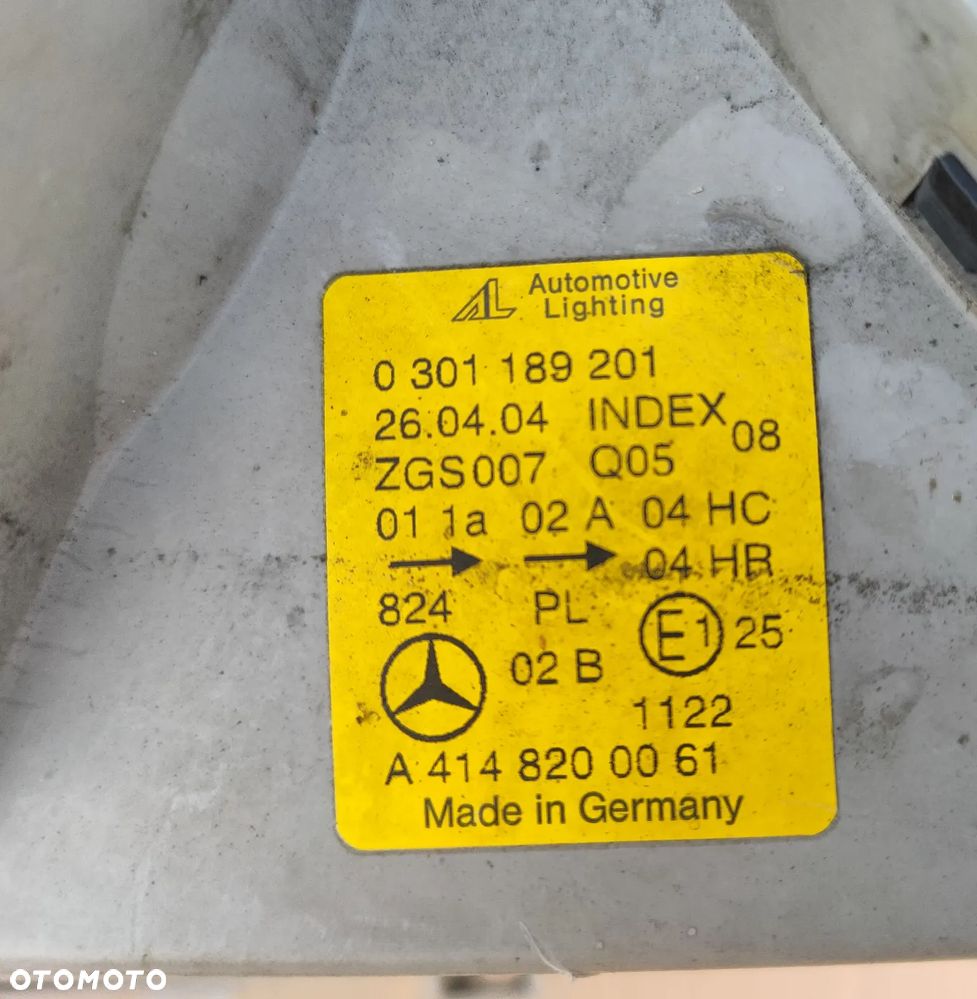 AL Automotive
Lighting
0 301 189 201
26.04.04 INDEX 08
ZGS007 Q05
01 1a 02 A 04 HC
04 HR
824 PL
E1 25
02 B
1122
A 414 820 00 61
Made in Germany
OTOMOTO